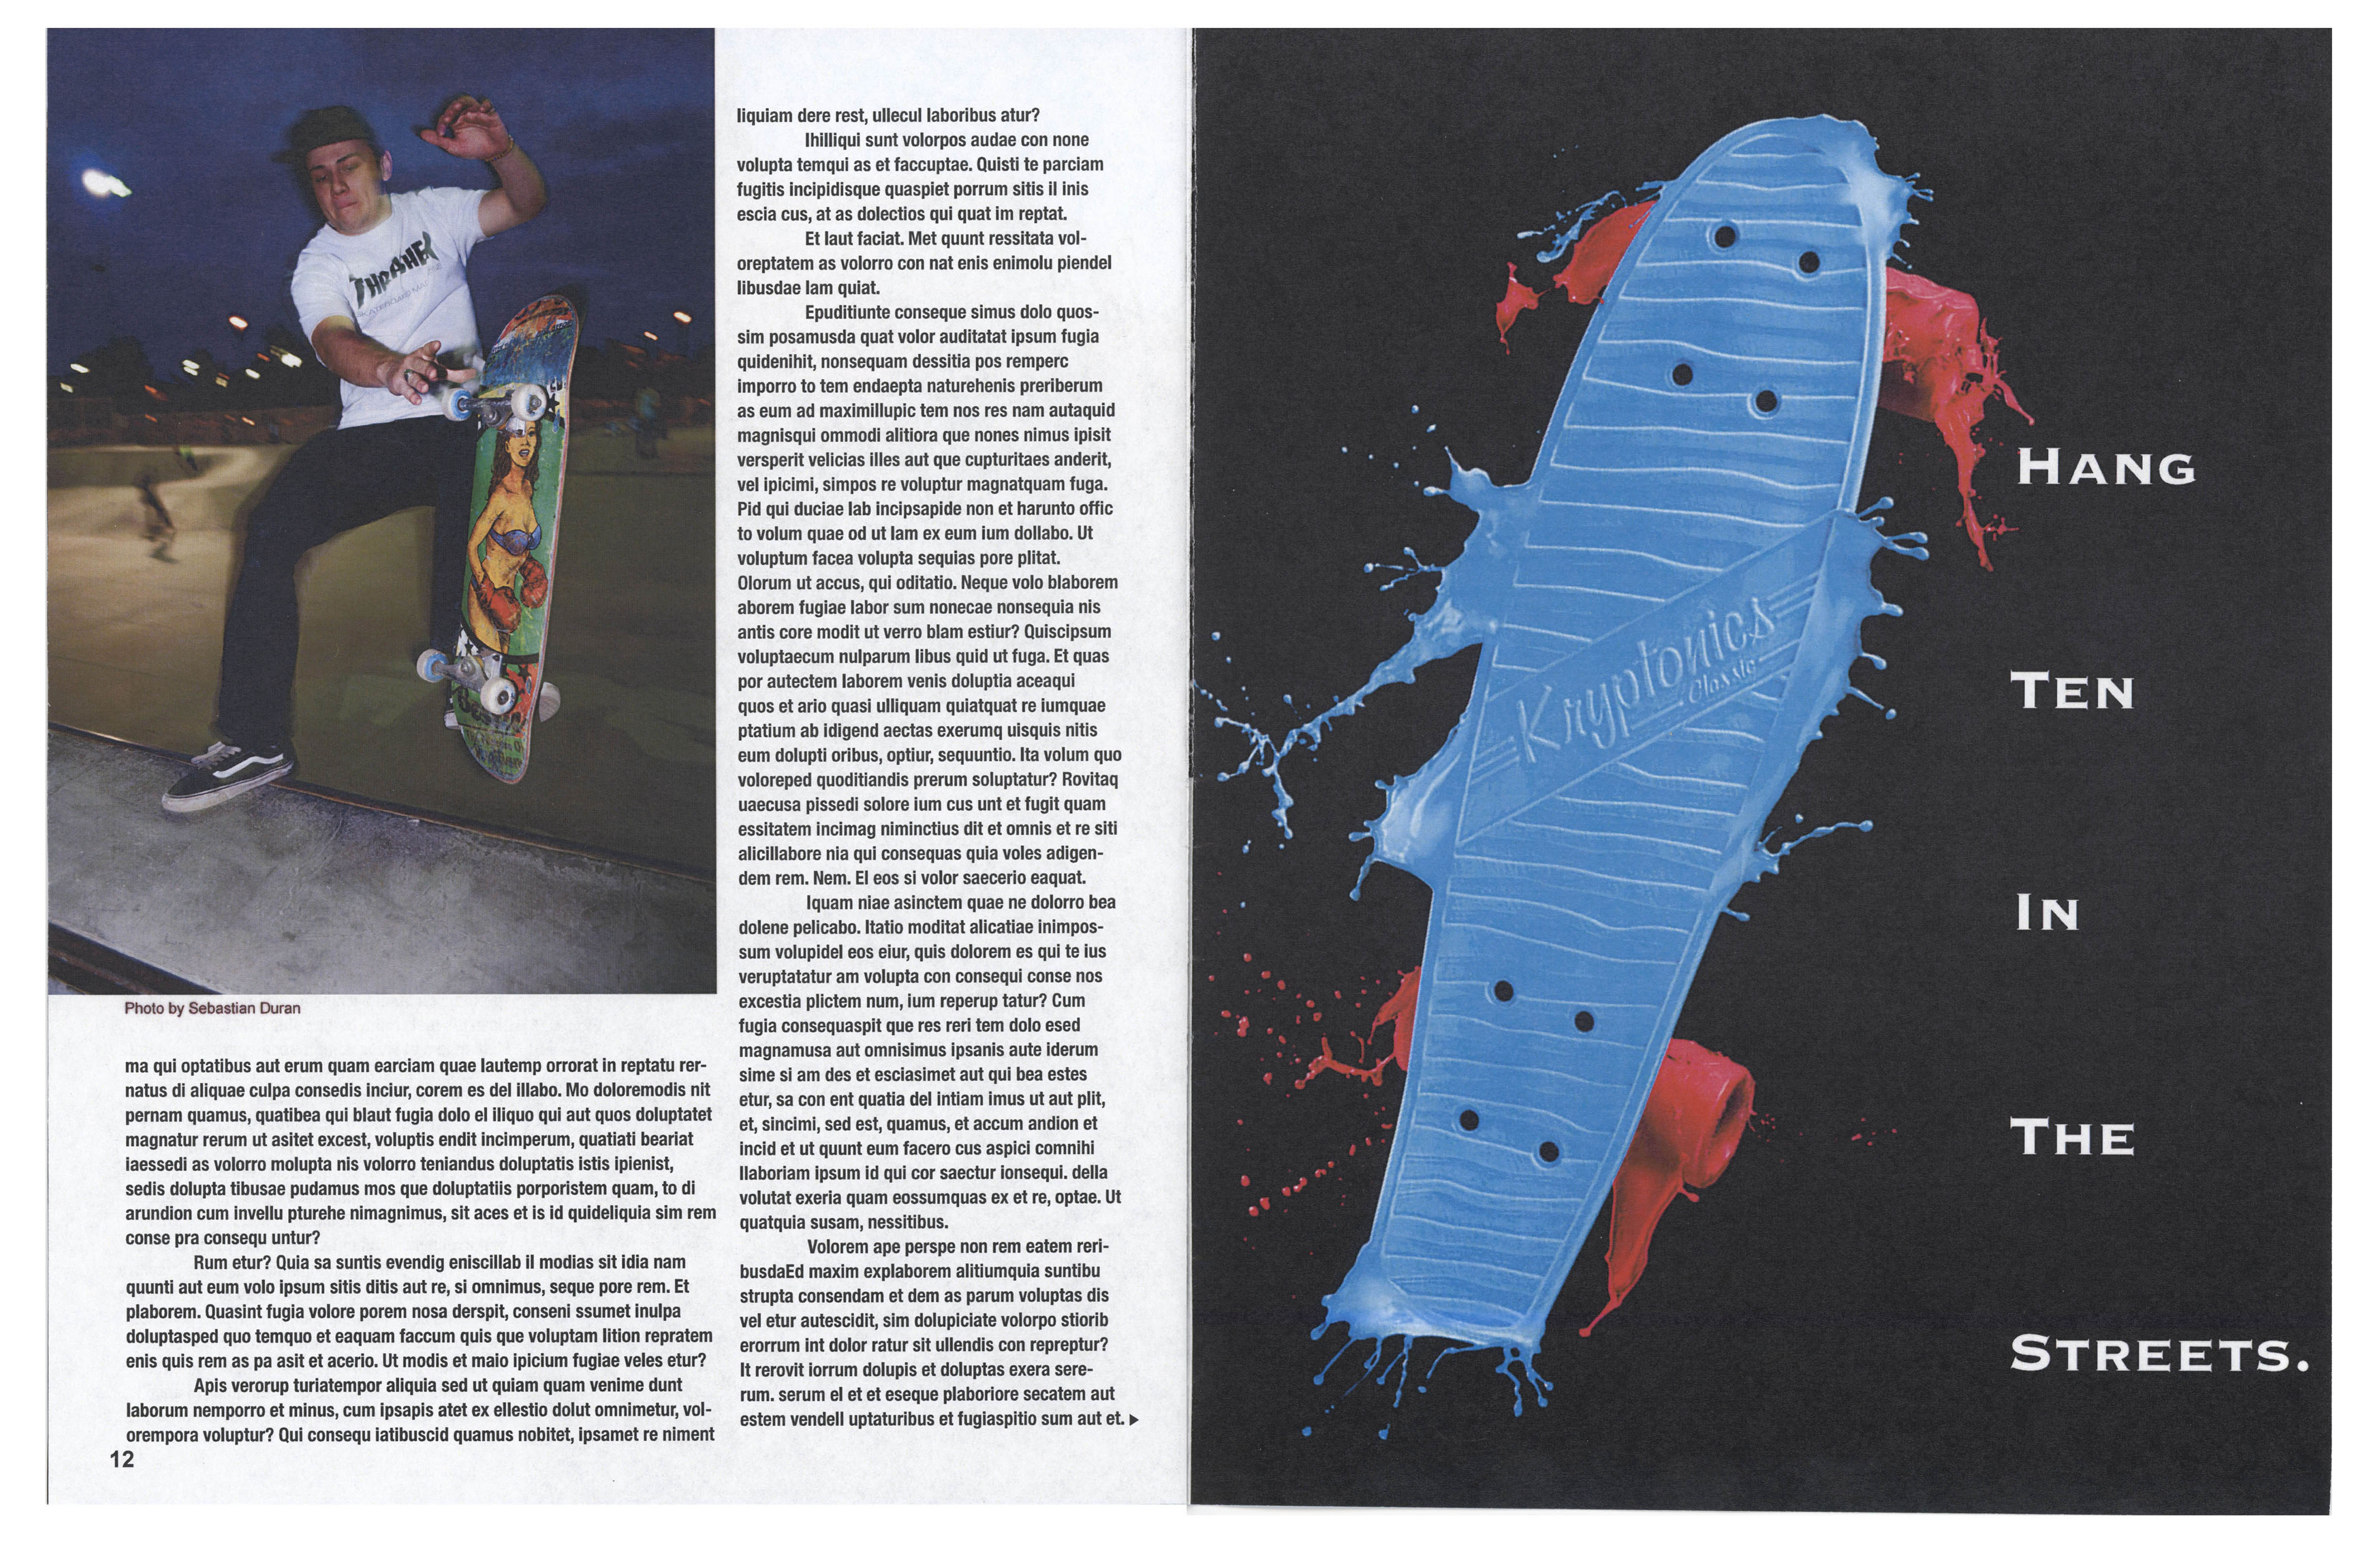 THRASHER
Photo by Sebastian Duran
ma qui optatibus aut erum quam earciam quae lautemp orrorat in reptatu rer-
natus di aliquae culpa consedis inciur, corem es del illabo. Mo doloremodis nit
pernam quamus, quatibea qui blaut fugia dolo el iliquo qui aut quos doluptatet
magnatur rerum ut asitet excest, voluptis endit incimperum, quatiati beariat
iaessedi as volorro molupta nis volorro teniandus doluptatis istis ipienist,
sedis dolupta tibusae pudamus mos que doluptatiis porporistem quam, to di
arundion cum invellu pturehe nimagnimus, sit aces et is id quideliquia sim rem
conse pra consequ untur?
Rum etur? Quia sa suntis evendig eniscillab il modias sit idia nam
quunti aut eum volo ipsum sitis ditis aut re, si omnimus, seque pore rem. Et
plaborem. Quasint fugia volore porem nosa derspit, conseni ssumet inulpa
doluptasped quo temquo et eaquam faccum quis que voluptam lition repratem
enis quis rem as pa asit et acerio. Ut modis et maio ipicium fugiae veles etur?
Apis verorup turiatempor aliquia sed ut quiam quam venime dunt
laborum nemporro et minus, cum ipsapis atet ex ellestio dolut omnimetur, vol-
orempora voluptur? Qui consequ iatibuscid quamus nobitet, ipsamet re niment
12
liquiam dere rest, ullecul laboribus atur?
Ihilliqui sunt volorpos audae con none
volupta temqui as et faccuptae. Quisti te parciam
fugitis incipidisque quaspiet porrum sitis il inis
escia cus, at as dolectios qui quat im reptat.
Et laut faciat. Met quunt ressitata vol-
oreptatem as volorro con nat enis enimolu piendel
libusdae lam quiat.
Epuditiunte conseque simus dolo quos-
sim posamusda quat volor auditatat ipsum fugia
quidenihit, nonsequam dessitia pos remperc
imporro to tem endaepta naturehenis preriberum
as eum ad maximillupic tem nos res nam autaquid
magnisqui ommodi alitiora que nones nimus ipisit
versperit velicias illes aut que cupturitaes anderit,
vel ipicimi, simpos re voluptur magnatquam fuga.
Pid qui duciae lab incipsapide non et harunto offic
to volum quae od ut lam ex eum ium dollabo. Ut
voluptum facea volupta sequias pore plitat.
Olorum ut accus, qui oditatio. Neque volo blaborem
aborem fugiae labor sum nonecae nonsequia nis
antis core modit ut verro blam estiur? Quiscipsum
voluptaecum nulparum libus quid ut fuga. Et quas
por autectem laborem venis doluptia aceaqui
quos et ario quasi ulliquam quiatquat re iumquae
ptatium ab idigend aectas exerumq uisquis nitis
eum dolupti oribus, optiur, sequuntio. Ita volum quo
voloreped quoditiandis prerum soluptatur? Rovitaq
uaecusa pissedi solore ium cus unt et fugit quam
essitatem incimag niminctius dit et omnis et re siti
alicillabore nia qui consequas quia voles adigen-
dem rem. Nem. El eos si volor saecerio eaquat.
Iquam niae asinctem quae ne dolorro bea
dolene pelicabo. Itatio moditat alicatiae inimpos-
sum volupidel eos eiur, quis dolorem es qui te ius
veruptatatur am volupta con consequi conse nos
excestia plictem num, ium reperup tatur? Cum
fugia consequaspit que res reri tem dolo esed
magnamusa aut omnisimus ipsanis aute iderum
sime si am des et esciasimet aut qui bea estes
etur, sa con ent quatia del intiam imus ut aut plit,
et, sincimi, sed est, quamus, et accum andion et
incid et ut quunt eum facero cus aspici comnihi
llaboriam ipsum id qui cor saectur ionsequi. della
volutat exeria quam eossumquas ex et re, optae. Ut
quatquia susam, nessitibus.
Volorem ape perspe non rem eatem reri-
busdaEd maxim explaborem alitiumquia suntibu
strupta consendam et dem as parum voluptas dis
vel etur autescidit, sim dolupiciate volorpo stiorib
erorrum int dolor ratur sit ullendis con repreptur?
It rerovit iorrum dolupis et doluptas exera sere-
rum. serum el et et eseque plaboriore secatem aut
estem vendell uptaturibus et fugiaspitio sum aut et.
Kryptonics
Classic
HANG
TEN
IN
THE
STREETS.